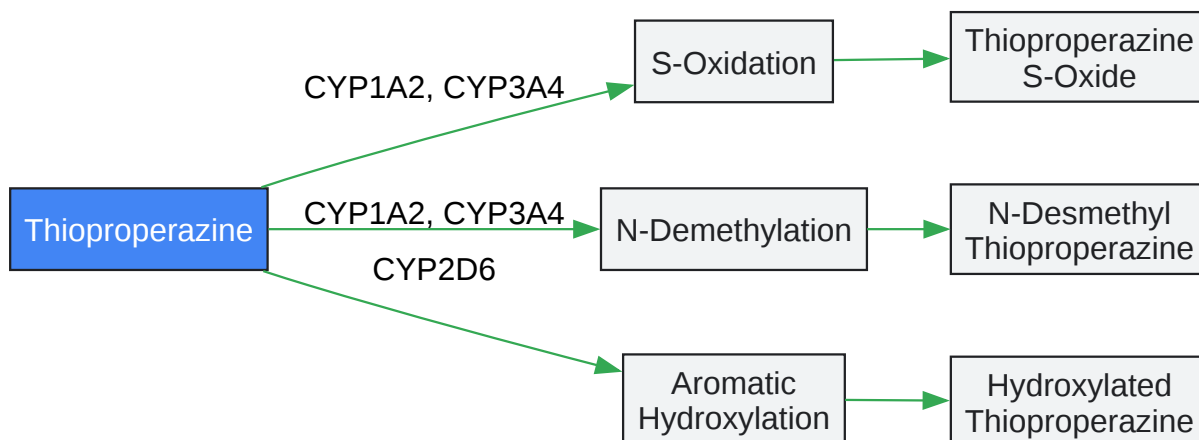 CYP1A2, CYP3A4
S-Oxidation
Thioproperazine
S-Oxide
Thioproperazine
CYP1A2, CYP3A4
N-Demethylation
N-Desmethyl
Thioproperazine
CYP2D6
Aromatic
Hydroxylation
Hydroxylated
Thioproperazine